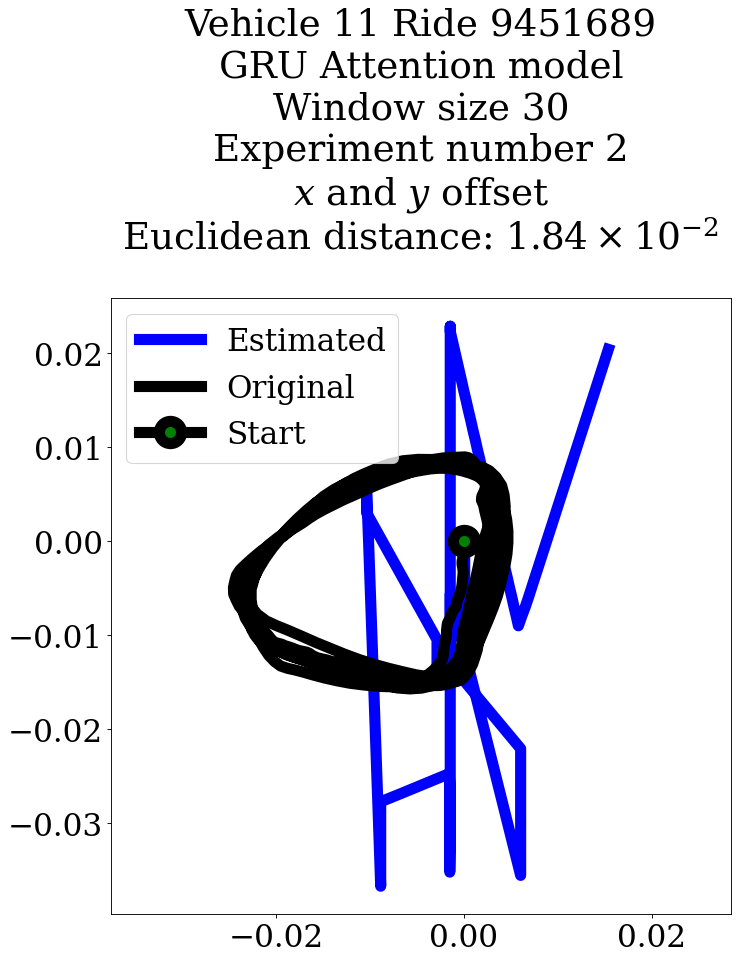 Vehicle 11 Ride 9451689
GRU Attention model
Window size 30
Experiment number 2
x and y offset
Euclidean distance: 1.84 × 10⁻²
Estimated
Original
Start
0.02
0.01
0.00
−0.01
−0.02
−0.03
−0.02 0.00 0.02